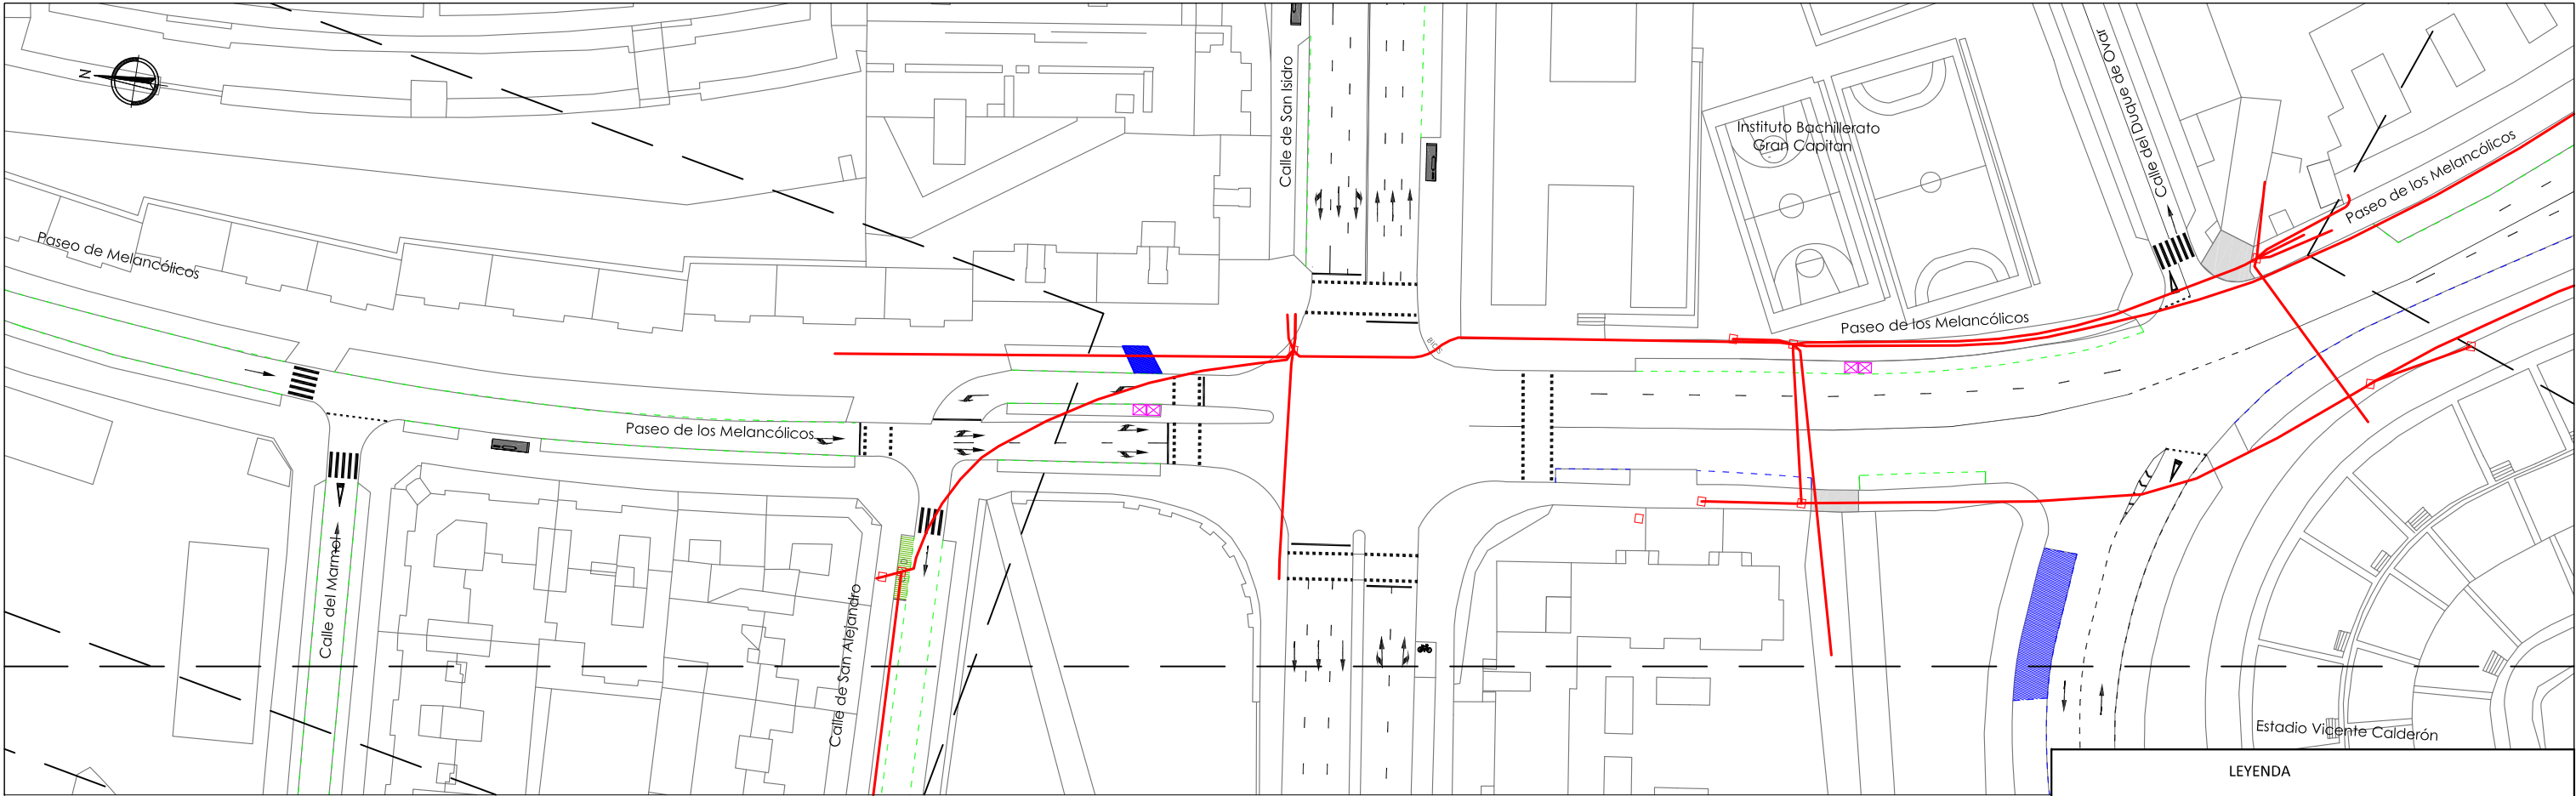 N
Paseo de Melancólicos
Calle de San Isidro
Instituto Bachillerato
Gran Capitan
Calle del Duque de Ovar
Paseo de los Melancólicos
Paseo de los Melancólicos
Paseo de los Melancólicos
Calle del Marmol
Calle de San Alejandro
Estadio Vicente Calderón
LEYENDA